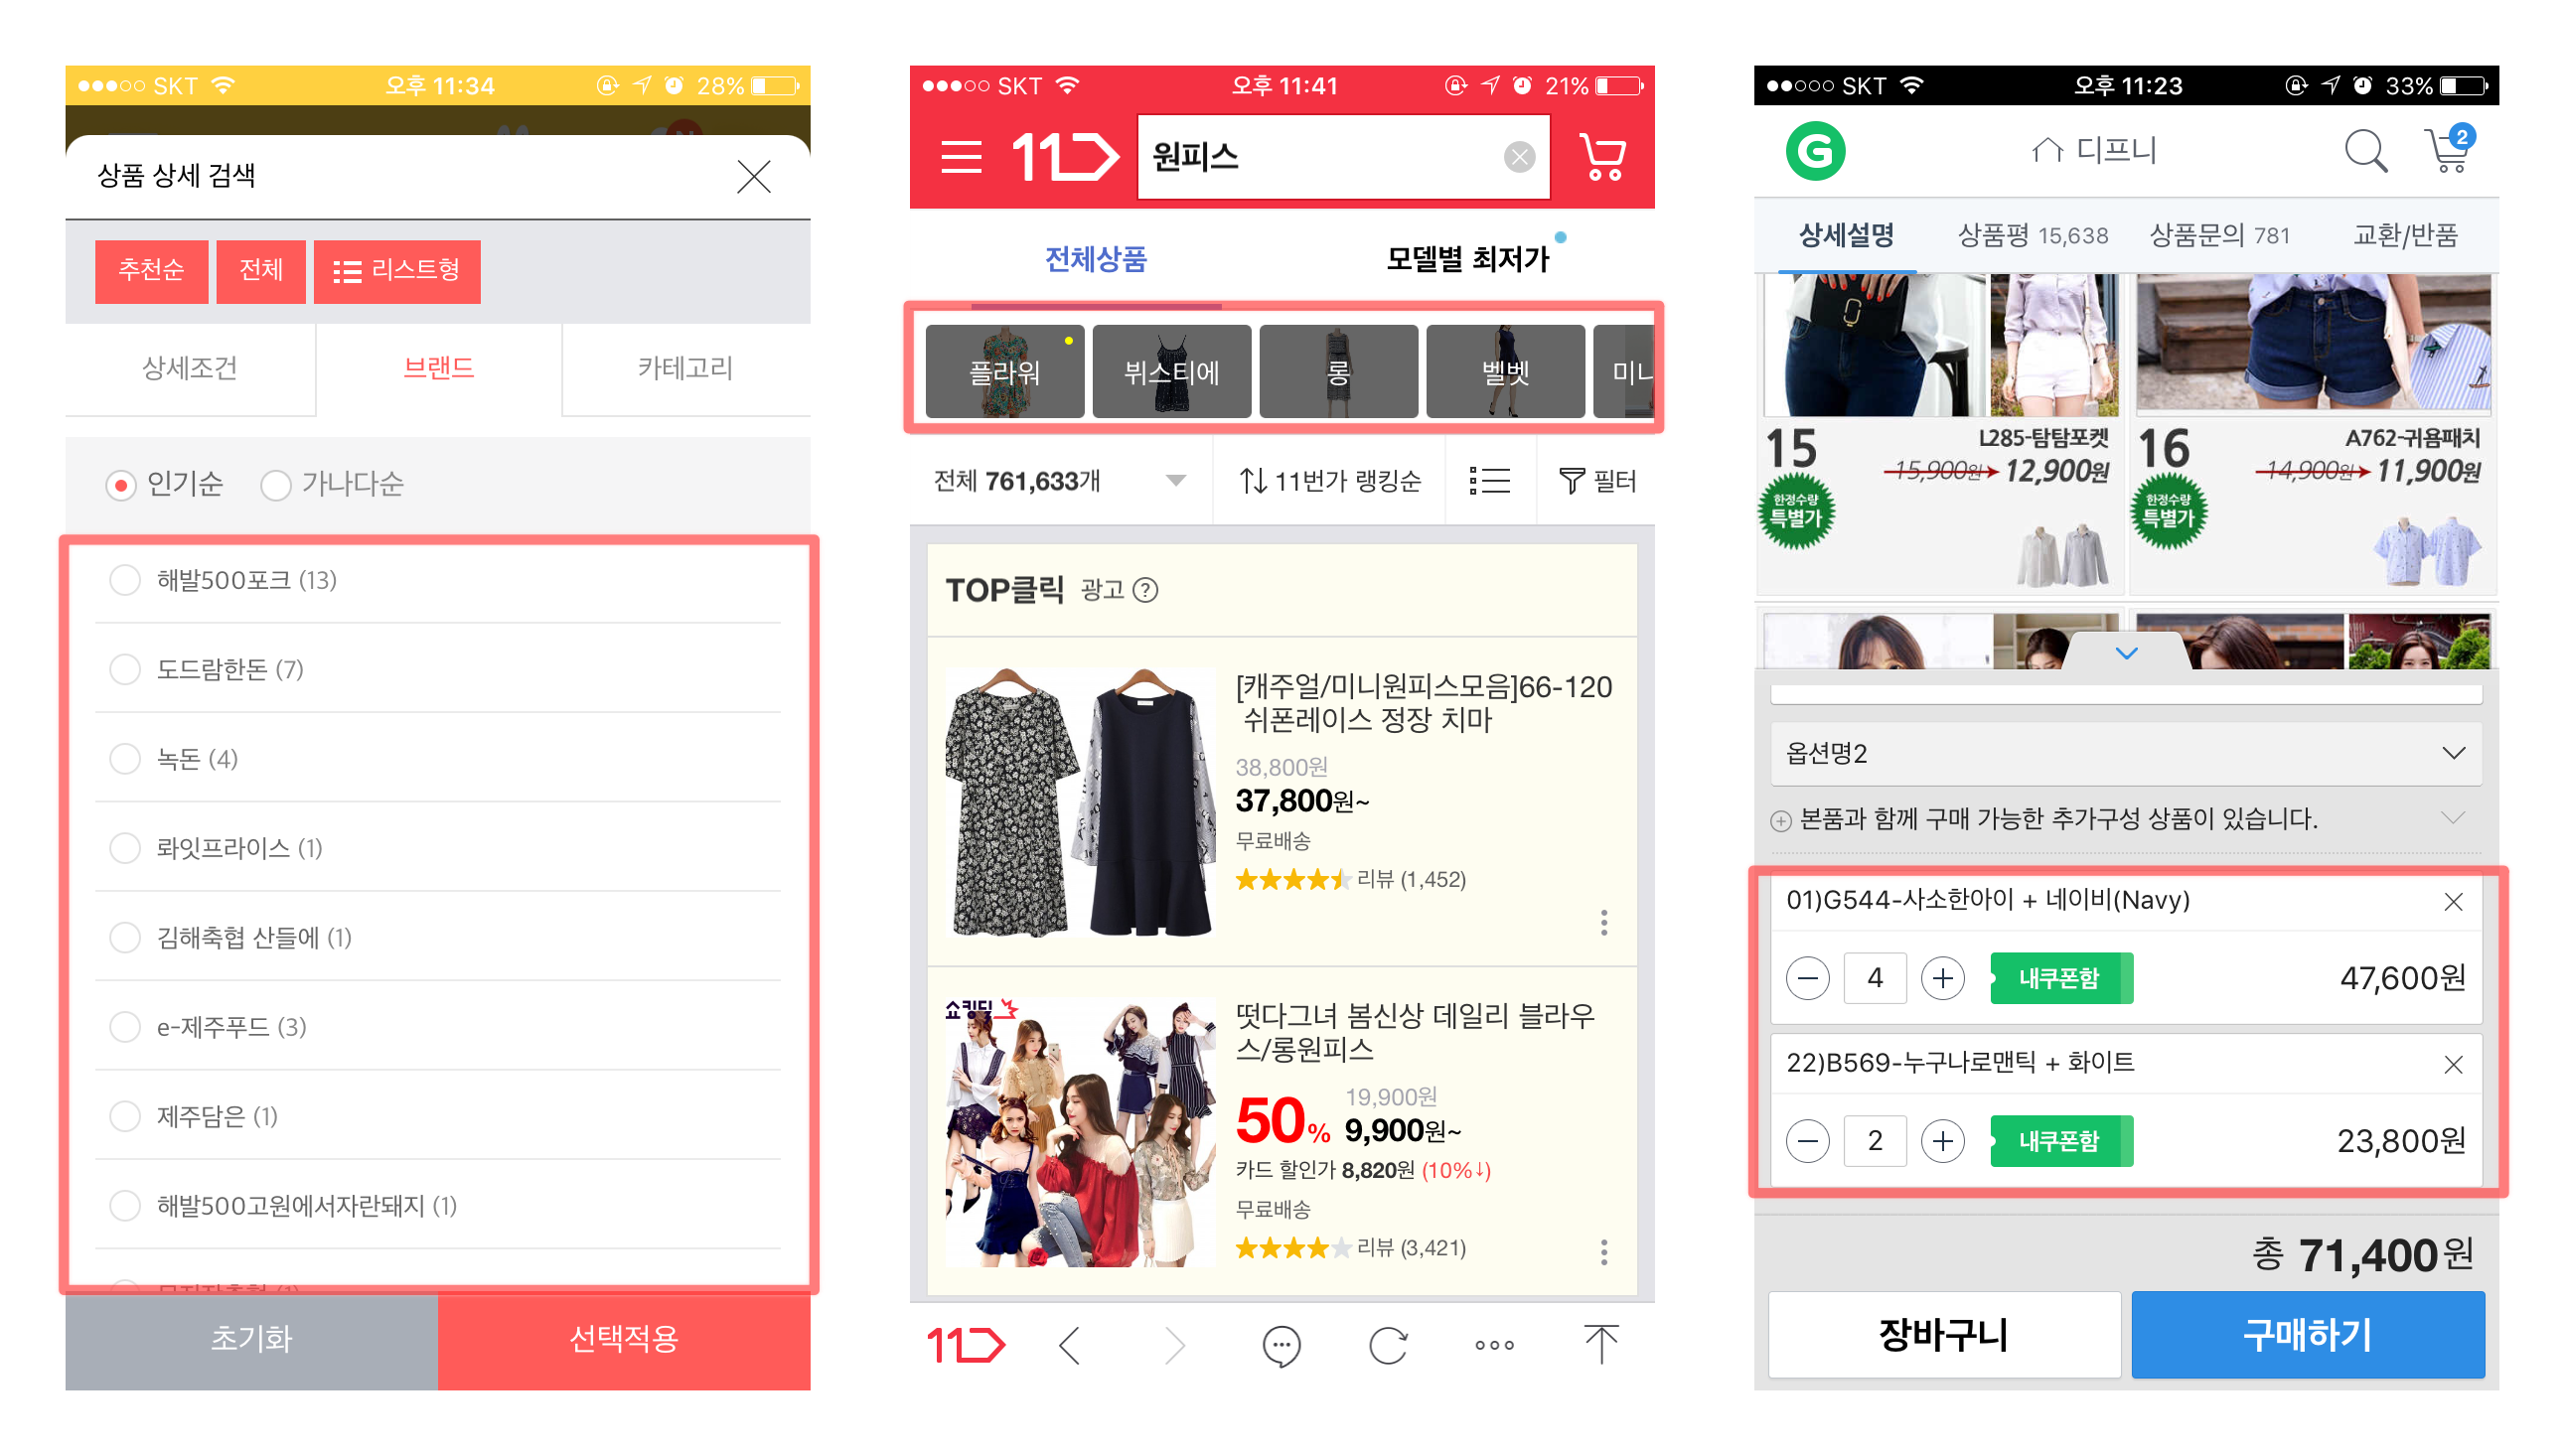 SKT 오후 11:34 28%
상품 상세 검색
추천순 전체 리스트형
상세조건 브랜드 카테고리
인기순 가나다순
해발500포크 (13)
도드람한돈 (7)
녹돈 (4)
롸잇프라이스 (1)
김해축협 산들에 (1)
e-제주푸드 (3)
제주담은 (1)
해발500고원에서자란돼지 (1)
초기화 선택적용
SKT 오후 11:41 21%
11 원피스
전체상품 모델별 최저가
플라워 뷔스티에 롱 벨벳 미니
전체 761,633개 11번가 랭킹순 필터
TOP클릭 광고 ?
[캐주얼/미니원피스모음]66-120
쉬폰레이스 정장 치마
38,800원
37,800원~
무료배송
리뷰 (1,452)
쇼킹딜
떳다그녀 봄신상 데일리 블라우
스/롱원피스
19,900원
50% 9,900원~
카드 할인가 8,820원 (10%↓)
무료배송
리뷰 (3,421)
11
SKT 오후 11:23 33%
G 디프니 2
상세설명 상품평 15,638 상품문의 781 교환/반품
15 L285-탐탐포켓
15,900원 12,900원
한정수량
특별가
16 A762-귀욤패치
14,900원 11,900원
한정수량
특별가
옵션명2
본품과 함께 구매 가능한 추가구성 상품이 있습니다.
01)G544-사소한아이 + 네이비(Navy)
4 내쿠폰함 47,600원
22)B569-누구나로맨틱 + 화이트
2 내쿠폰함 23,800원
총 71,400원
장바구니 구매하기